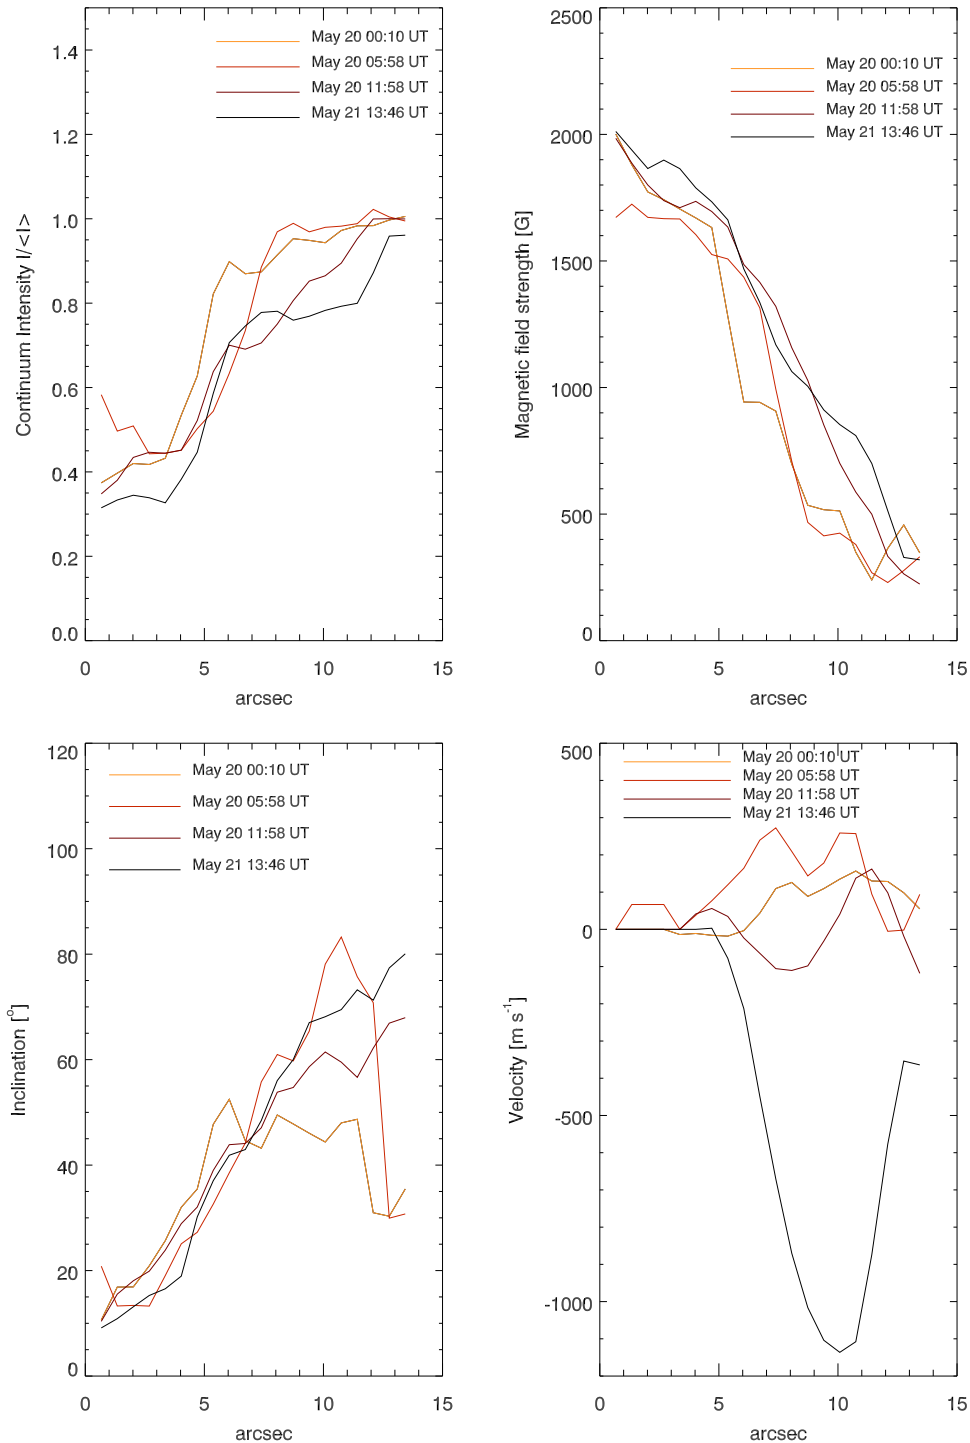 1.4
1.2
1.0
0.8
0.6
0.4
0.2
0.0
Continuum Intensity I/<I>
May 20 00:10 UT
May 20 05:58 UT
May 20 11:58 UT
May 21 13:46 UT
0 5 10 15
arcsec
2500
2000
1500
1000
500
0
Magnetic field strength [G]
May 20 00:10 UT
May 20 05:58 UT
May 20 11:58 UT
May 21 13:46 UT
0 5 10 15
arcsec
120
100
80
60
40
20
0
Inclination [°]
May 20 00:10 UT
May 20 05:58 UT
May 20 11:58 UT
May 21 13:46 UT
0 5 10 15
arcsec
500
0
-500
-1000
Velocity [m s⁻¹]
May 20 00:10 UT
May 20 05:58 UT
May 20 11:58 UT
May 21 13:46 UT
0 5 10 15
arcsec